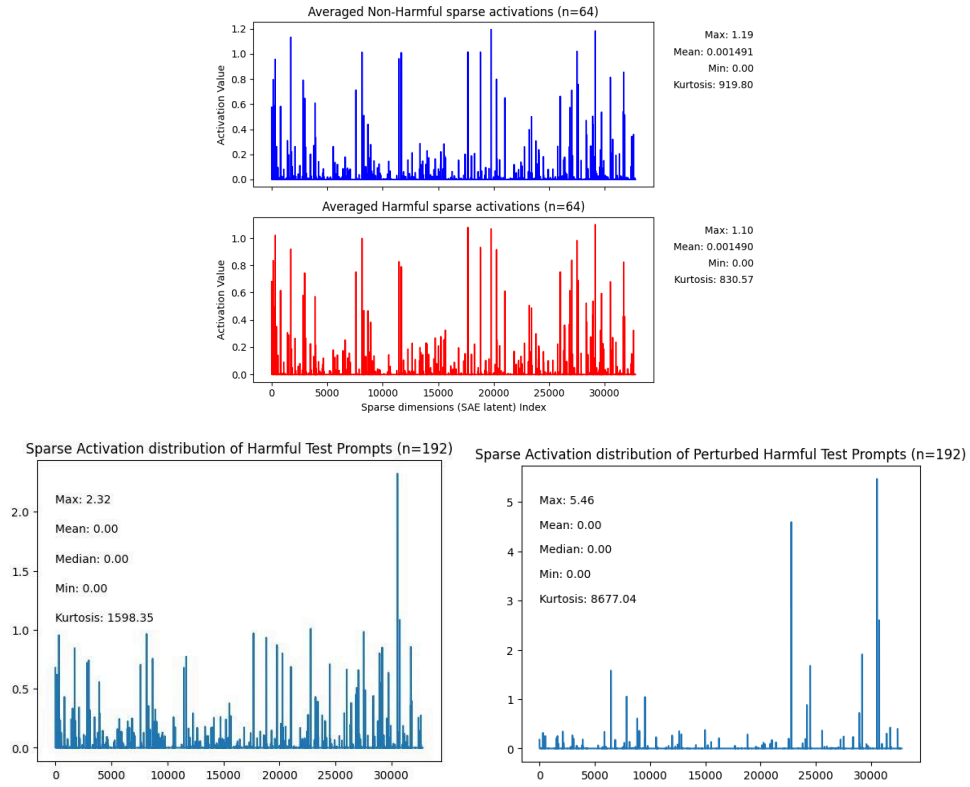 Averaged Non-Harmful sparse activations (n=64)
Activation Value
1.2
1.0
0.8
0.6
0.4
0.2
0.0
Max: 1.19
Mean: 0.001491
Min: 0.00
Kurtosis: 919.80
Averaged Harmful sparse activations (n=64)
Activation Value
1.0
0.8
0.6
0.4
0.2
0.0
0 5000 10000 15000 20000 25000 30000
Sparse dimensions (SAE latent) Index
Max: 1.10
Mean: 0.001490
Min: 0.00
Kurtosis: 830.57
Sparse Activation distribution of Harmful Test Prompts (n=192)
2.0
1.5
1.0
0.5
0.0
Max: 2.32
Mean: 0.00
Median: 0.00
Min: 0.00
Kurtosis: 1598.35
0 5000 10000 15000 20000 25000 30000
Sparse Activation distribution of Perturbed Harmful Test Prompts (n=192)
5
4
3
2
1
0
Max: 5.46
Mean: 0.00
Median: 0.00
Min: 0.00
Kurtosis: 8677.04
0 5000 10000 15000 20000 25000 30000